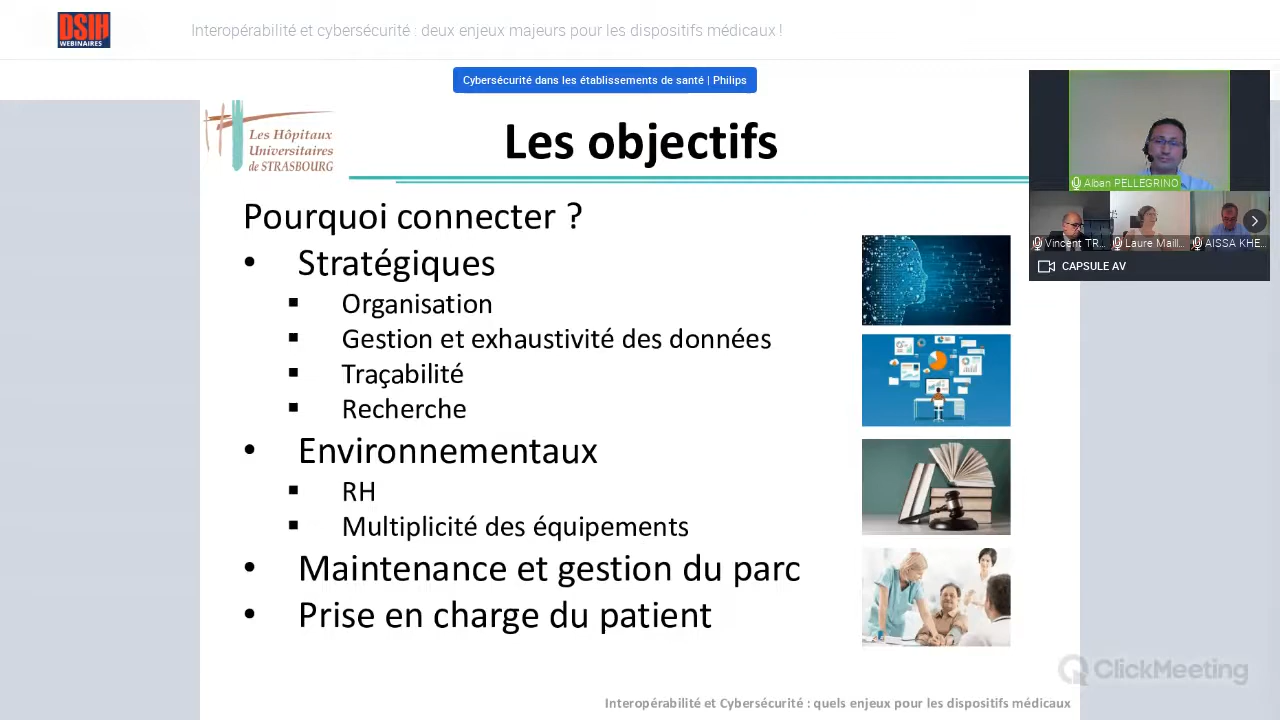 DSIH
WEBINAIRES
Interopérabilité et cybersécurité : deux enjeux majeurs pour les dispositifs médicaux !
Cybersécurité dans les établissements de santé | Philips
Les Hôpitaux
Universitaires
de STRASBOURG
Les objectifs
Alban PELLEGRINO
Vincent TR...
Laure Maill...
AISSA KHE...
CAPSULE AV
Pourquoi connecter ?
• Stratégiques
▪ Organisation
▪ Gestion et exhaustivité des données
▪ Traçabilité
▪ Recherche
• Environnementaux
▪ RH
▪ Multiplicité des équipements
• Maintenance et gestion du parc
• Prise en charge du patient
ClickMeeting
Interopérabilité et Cybersécurité : quels enjeux pour les dispositifs médicaux